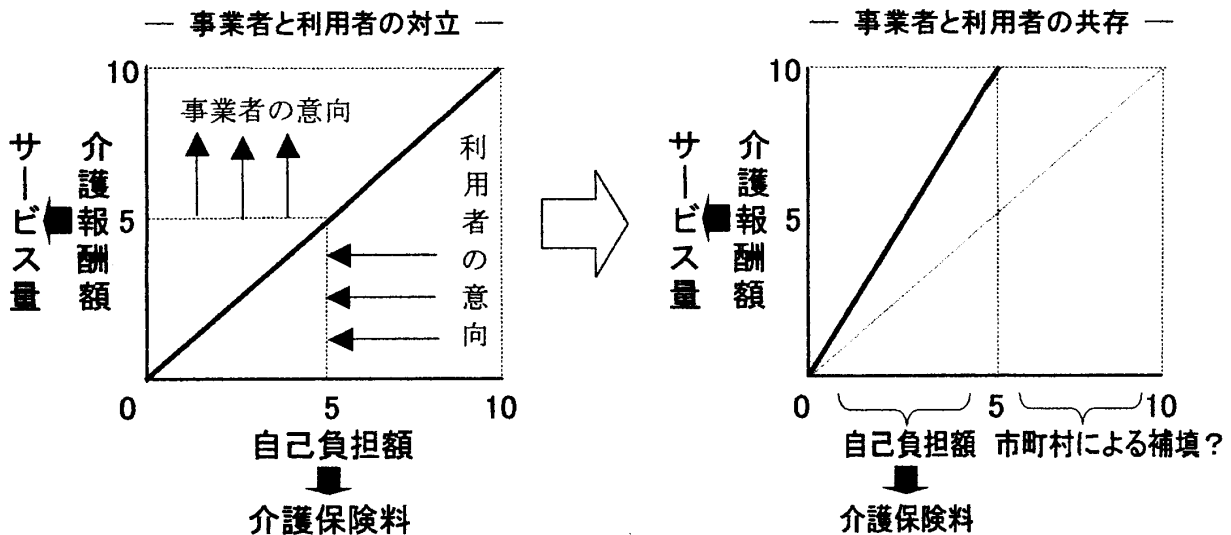 ― 事業者と利用者の対立 ―
10
事業者の意向
利用者の意向
サービス量
介護報酬額
5
0
5
10
自己負担額
介護保険料
― 事業者と利用者の共存 ―
10
サービス量
介護報酬額
5
0
5
10
自己負担額
市町村による補填？
介護保険料